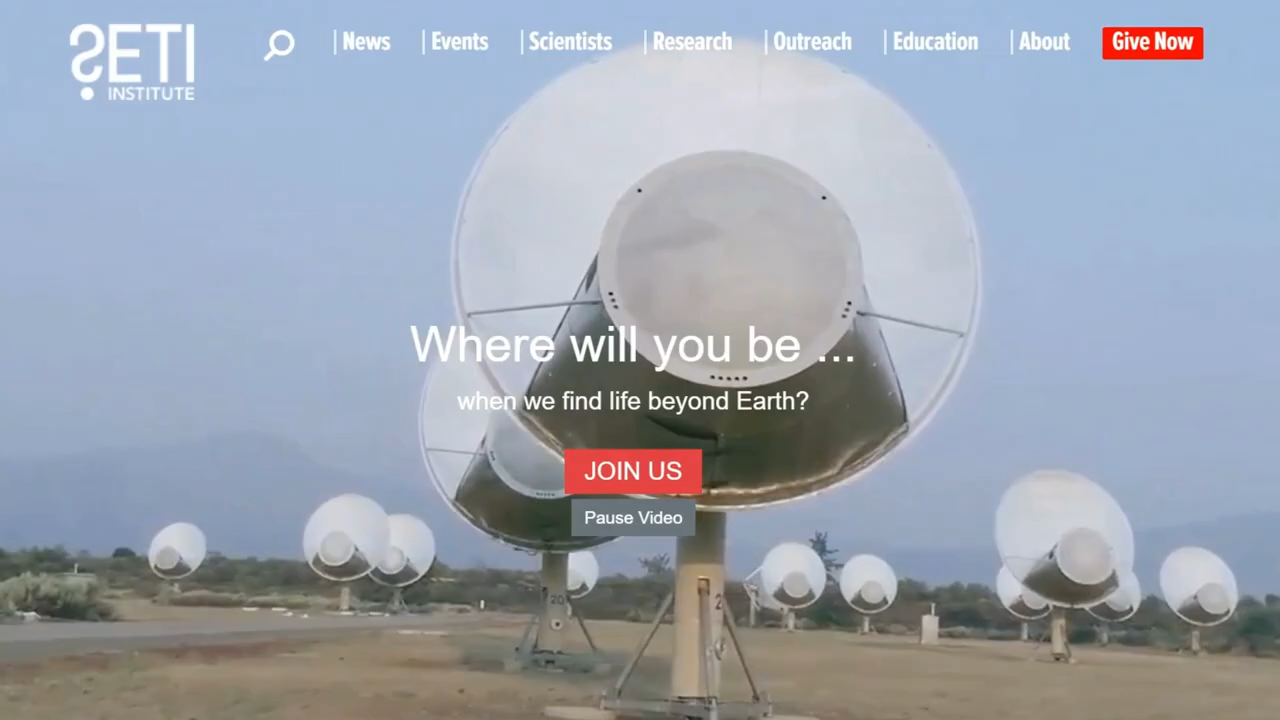 SETI
INSTITUTE
News
Events
Scientists
Research
Outreach
Education
About
Give Now
Where will you be ...
when we find life beyond Earth?
JOIN US
Pause Video
20